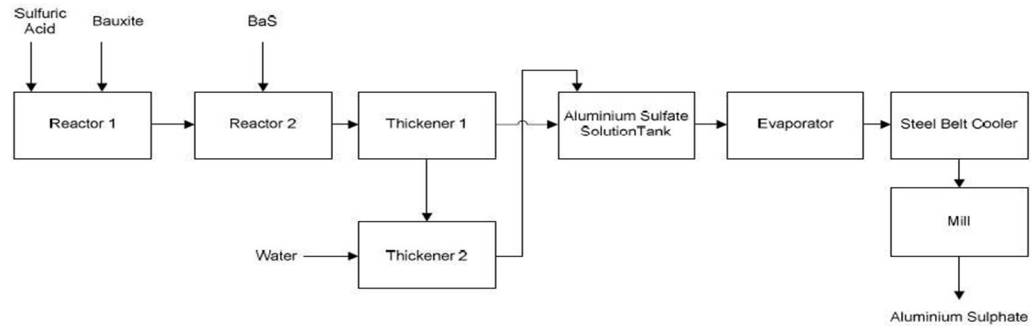 Sulfuric
Acid
Bauxite
BaS
Reactor 1
Reactor 2
Thickener 1
Aluminium Sulfate
SolutionTank
Evaporator
Steel Belt Cooler
Water
Thickener 2
Mill
Aluminium Sulphate